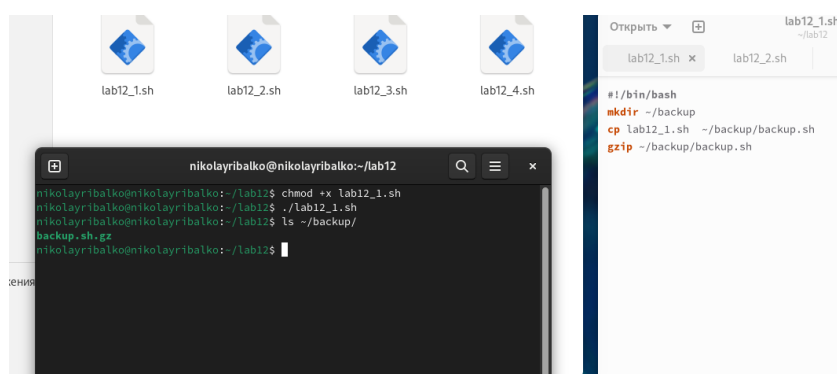 lab12_1.sh
lab12_2.sh
lab12_3.sh
lab12_4.sh
nikolayribalko@nikolayribalko:~/lab12
nikolayribalko@nikolayribalko:~/lab12$ chmod +x lab12_1.sh
nikolayribalko@nikolayribalko:~/lab12$ ./lab12_1.sh
nikolayribalko@nikolayribalko:~/lab12$ ls ~/backup/
backup.sh.gz
nikolayribalko@nikolayribalko:~/lab12$
жения
Открыть
lab12_1.sh
~/lab12
lab12_1.sh ×
lab12_2.sh
#!/bin/bash
mkdir ~/backup
cp lab12_1.sh  ~/backup/backup.sh
gzip ~/backup/backup.sh